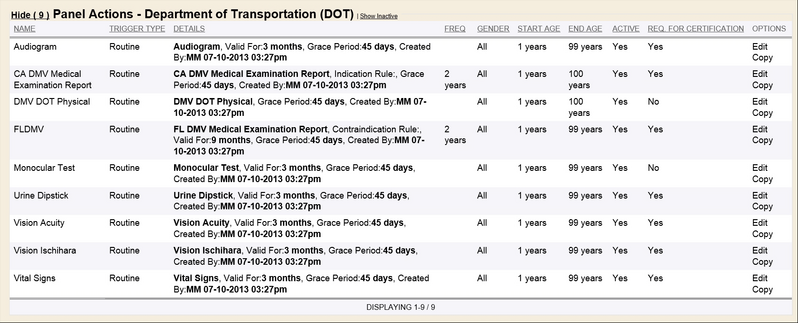 Hide ( 9 ) Panel Actions - Department of Transportation (DOT) | Show Inactive
NAME TRIGGER TYPE DETAILS FREQ GENDER START AGE END AGE ACTIVE REQ. FOR CERTIFICATION OPTIONS
Audiogram Routine Audiogram, Valid For:3 months, Grace Period:45 days, Created All 1 years 99 years Yes Yes Edit
By:MM 07-10-2013 03:27pm Copy
CA DMV Medical Routine CA DMV Medical Examination Report, Indication Rule:, Grace 2 All 1 years 100 Yes Yes Edit
Examination Report Period:45 days, Created By:MM 07-10-2013 03:27pm years years Copy
DMV DOT Physical Routine DMV DOT Physical, Grace Period:45 days, Created By:MM 07- All 1 years 100 Yes No Edit
10-2013 03:27pm years Copy
FLDMV Routine FL DMV Medical Examination Report, Contraindication Rule:, 2 All 1 years 99 years Yes Yes Edit
Valid For:9 months, Grace Period:45 days, Created By:MM 07- years Copy
10-2013 03:27pm
Monocular Test Routine Monocular Test, Valid For:3 months, Grace Period:45 days, All 1 years 99 years Yes No Edit
Created By:MM 07-10-2013 03:27pm Copy
Urine Dipstick Routine Urine Dipstick, Valid For:3 months, Grace Period:45 days, All 1 years 99 years Yes Yes Edit
Created By:MM 07-10-2013 03:27pm Copy
Vision Acuity Routine Vision Acuity, Valid For:3 months, Grace Period:45 days, All 1 years 99 years Yes Yes Edit
Created By:MM 07-10-2013 03:27pm Copy
Vision Ischihara Routine Vision Ischihara, Valid For:3 months, Grace Period:45 days, All 1 years 99 years Yes Yes Edit
Created By:MM 07-10-2013 03:27pm Copy
Vital Signs Routine Vital Signs, Valid For:3 months, Grace Period:45 days, Created All 1 years 99 years Yes Yes Edit
By:MM 07-10-2013 03:27pm Copy
DISPLAYING 1-9 / 9